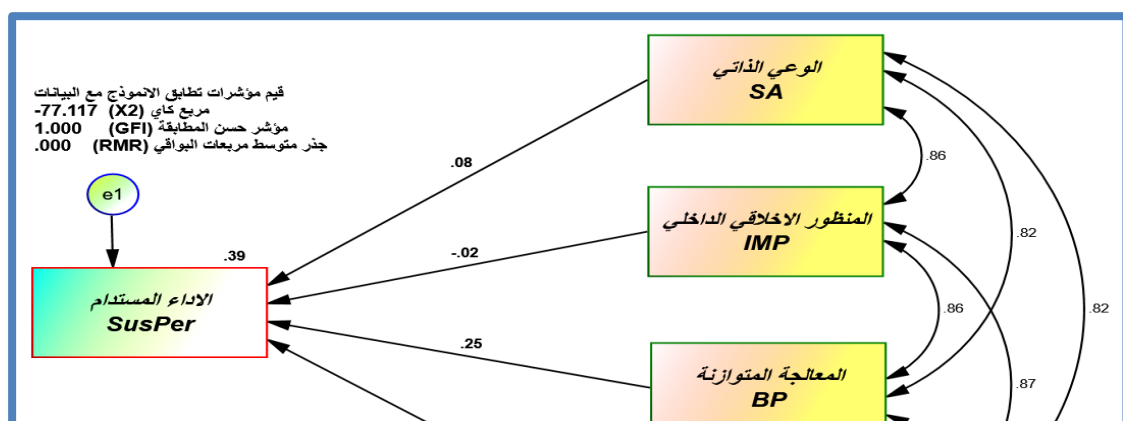 قيم مؤشرات تطابق الانموذج مع البيانات
مربع كاي (X2) 77.117-
مؤشر حسن المطابقة (GFI) 1.000
جذر متوسط مربعات البواقي (RMR) .000
e1
.39
الاداء المستدام
SusPer
.08
-.02
.25
الوعي الذاتي
SA
.86
المنظور الاخلاقي الداخلي
IMP
.82
.82
.86
المعالجة المتوازنة
BP
.87